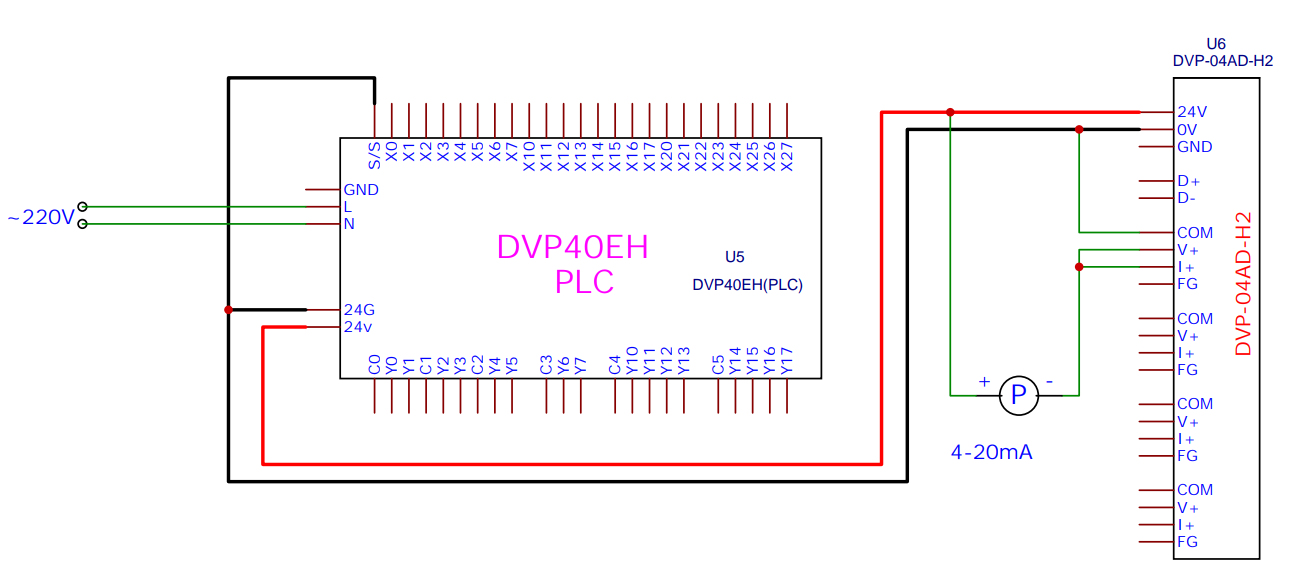 U6
DVP-04AD-H2
S/S X0 X1 X2 X3 X4 X5 X6 X7 X10 X11 X12 X13 X14 X15 X16 X17 X20 X21 X22 X23 X24 X25 X26 X27
~220V
GND
L
N
24G
24v
DVP40EH
PLC
U5
DVP40EH(PLC)
C0 Y0 Y1 C1 Y2 Y3 C2 Y4 Y5 C3 Y6 Y7 C4 Y10 Y11 Y12 Y13 C5 Y14 Y15 Y16 Y17
+ P -
4-20mA
24V
0V
GND
D+
D-
COM
V+
I+
FG
COM
V+
I+
FG
COM
V+
I+
FG
COM
V+
I+
FG
DVP-04AD-H2